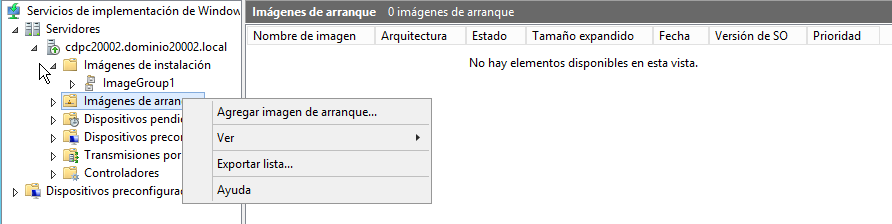 Servicios de implementación de Window
Servidores
cdpc20002.dominio20002.local
Imágenes de instalación
ImageGroup1
Imágenes de arran
Dispositivos pendie
Dispositivos precon
Transmisiones por
Controladores
Dispositivos preconfigura
Agregar imagen de arranque...
Ver
Exportar lista...
Ayuda
Imágenes de arranque 0 imágenes de arranque
Nombre de imagen Arquitectura Estado Tamaño expandido Fecha Versión de SO Prioridad
No hay elementos disponibles en esta vista.